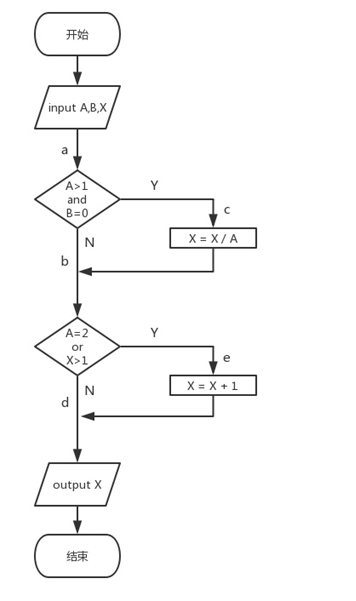 开始
input A,B,X
a
A>1
and
B=0
Y
c
X = X / A
N
b
A=2
or
X>1
Y
e
X = X + 1
N
d
output X
结束